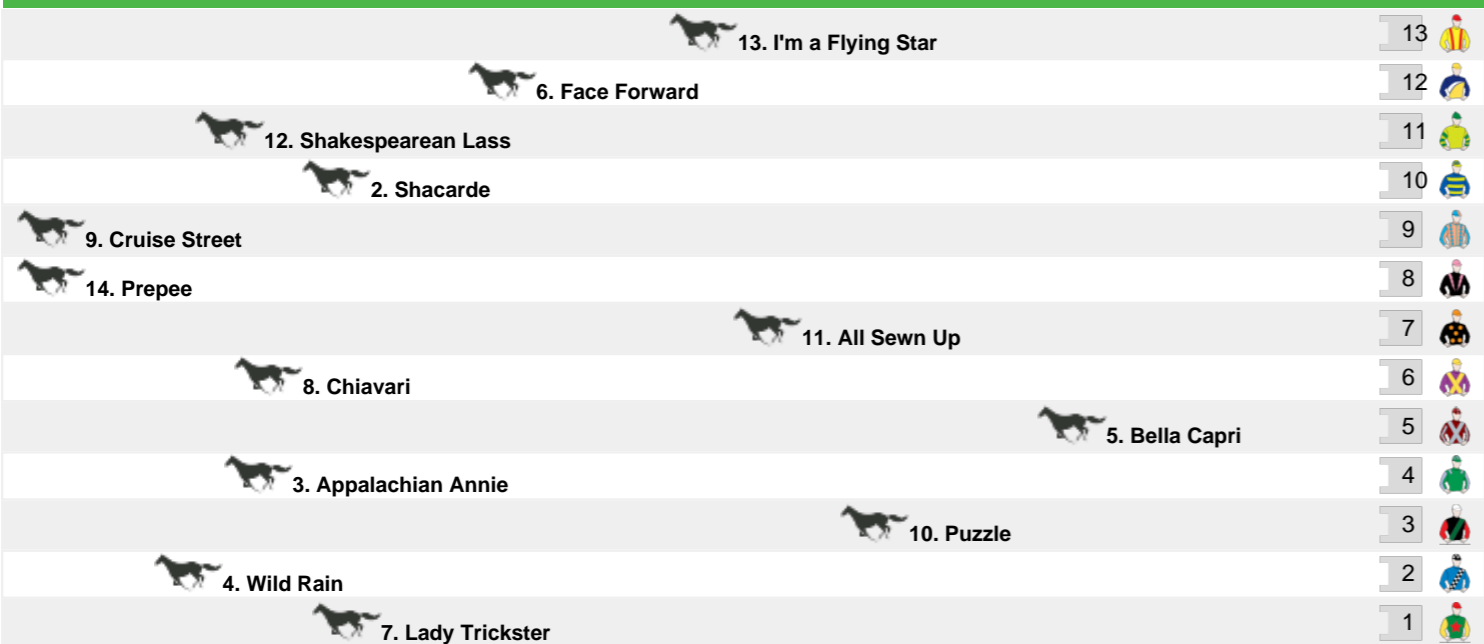 13. I'm a Flying Star 13
6. Face Forward 12
12. Shakespearean Lass 11
2. Shacarde 10
9. Cruise Street 9
14. Prepee 8
11. All Sewn Up 7
8. Chiavari 6
5. Bella Capri 5
3. Appalachian Annie 4
10. Puzzle 3
4. Wild Rain 2
7. Lady Trickster 1